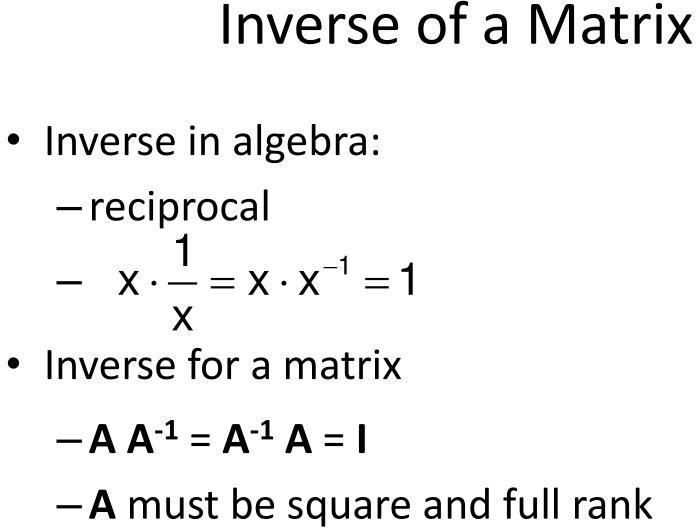 Inverse of a Matrix
• Inverse in algebra:
– reciprocal
– x · 1/x = x · x⁻¹ = 1
• Inverse for a matrix
– A A⁻¹ = A⁻¹ A = I
– A must be square and full rank